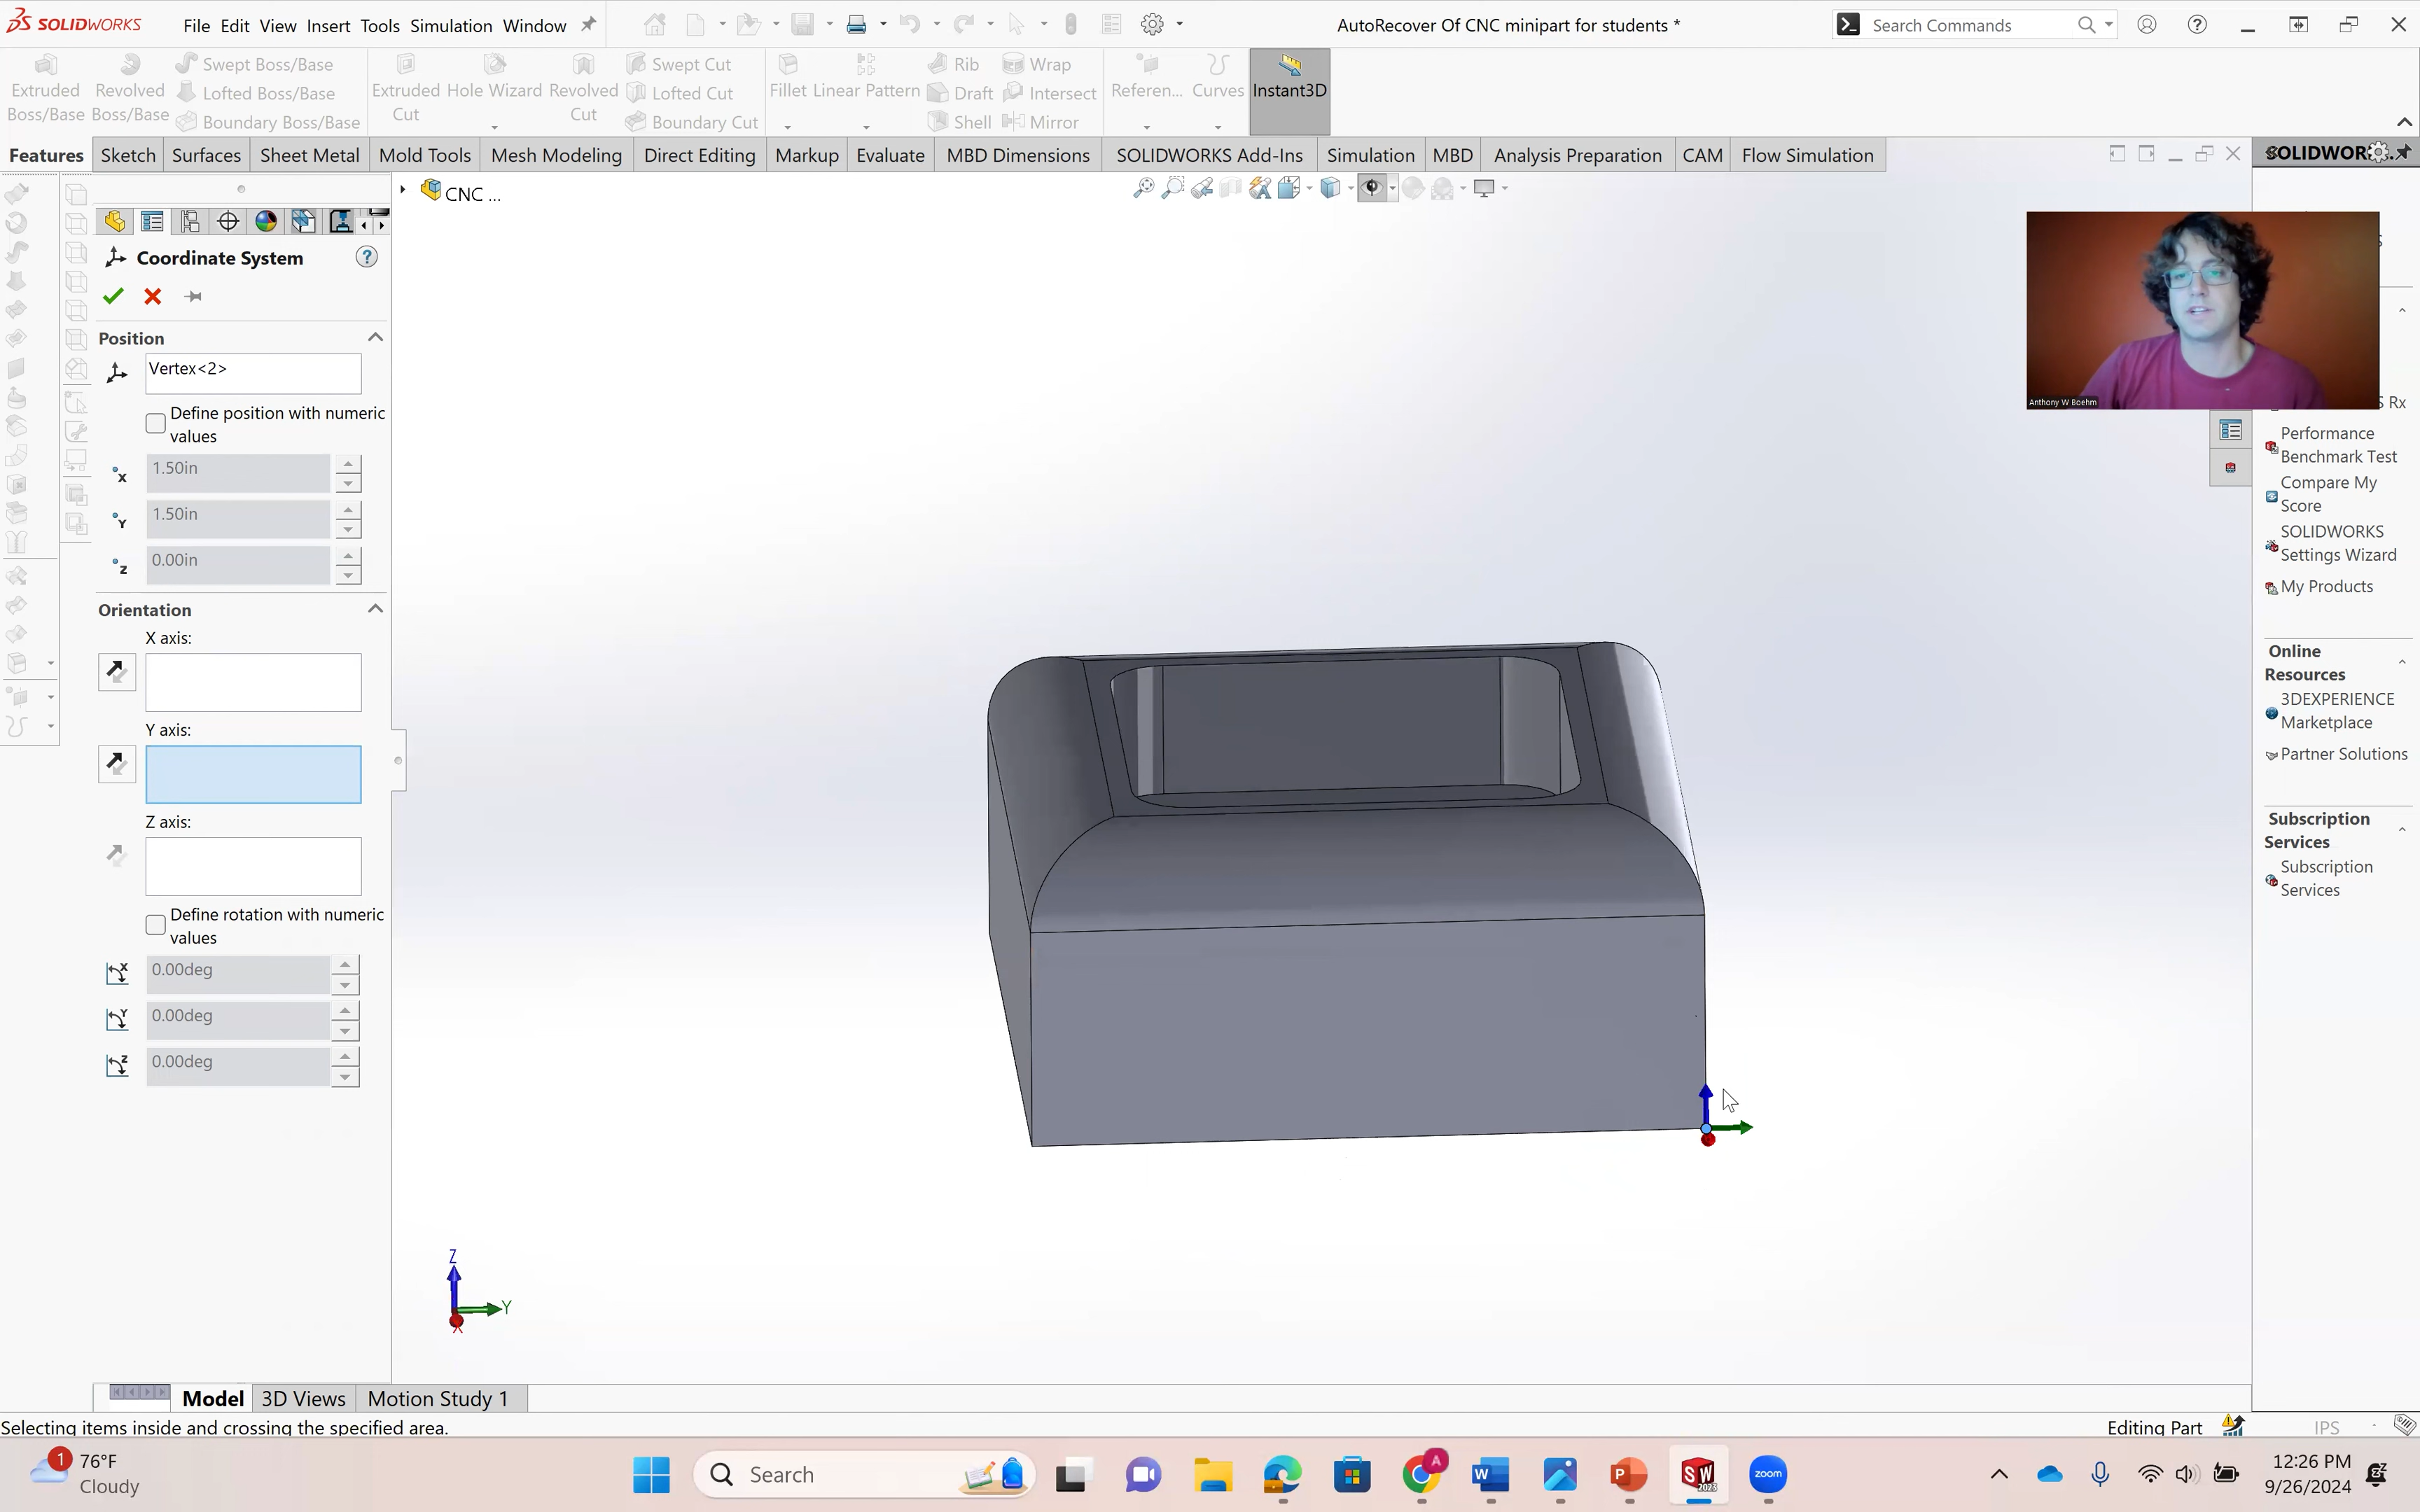 SOLIDWORKS File Edit View Insert Tools Simulation Window
AutoRecover Of CNC minipart for students *
Search Commands
Extruded Boss/Base
Revolved Boss/Base
Swept Boss/Base
Lofted Boss/Base
Boundary Boss/Base
Extruded Cut
Hole Wizard
Revolved Cut
Swept Cut
Lofted Cut
Boundary Cut
Fillet
Linear Pattern
Rib
Draft
Shell
Wrap
Intersect
Mirror
Referen...
Curves
Instant3D
Features Sketch Surfaces Sheet Metal Mold Tools Mesh Modeling Direct Editing Markup Evaluate MBD Dimensions SOLIDWORKS Add-Ins Simulation MBD Analysis Preparation CAM Flow Simulation
CNC ...
Coordinate System
Position
Vertex<2>
Define position with numeric
values
X 1.50in
Y 1.50in
Z 0.00in
Orientation
X axis:
Y axis:
Z axis:
Define rotation with numeric
values
X 0.00deg
Y 0.00deg
Z 0.00deg
Z
Y
X
Anthony W Boehm
Rx
Performance
Benchmark Test
Compare My
Score
SOLIDWORKS
Settings Wizard
My Products
Online
Resources
3DEXPERIENCE
Marketplace
Partner Solutions
Subscription
Services
Subscription
Services
Model 3D Views Motion Study 1
Selecting items inside and crossing the specified area.
Editing Part
IPS
1
76°F
Cloudy
Search
A
W
P
SW
2023
zoom
12:26 PM
9/26/2024